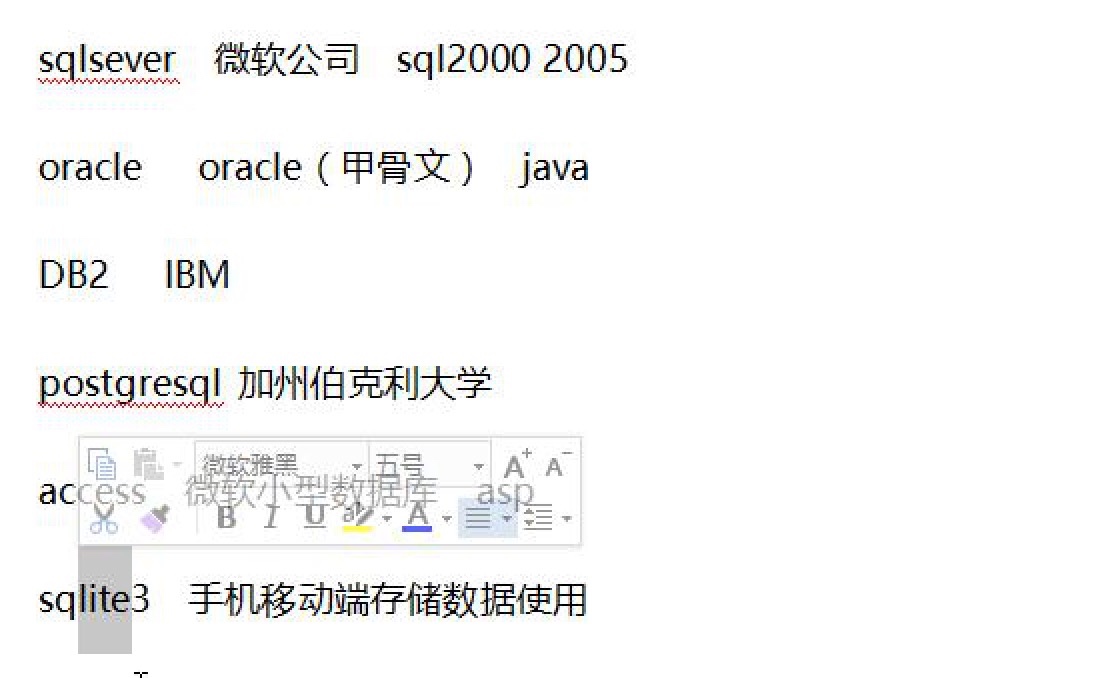 sqlsever 微软公司 sql2000 2005
oracle oracle（甲骨文） java
DB2 IBM
postgresql 加州伯克利大学
微软雅黑 五号 A+ A-
access 微软小型数据库 asp
B I U ab A
sqlite3 手机移动端存储数据使用